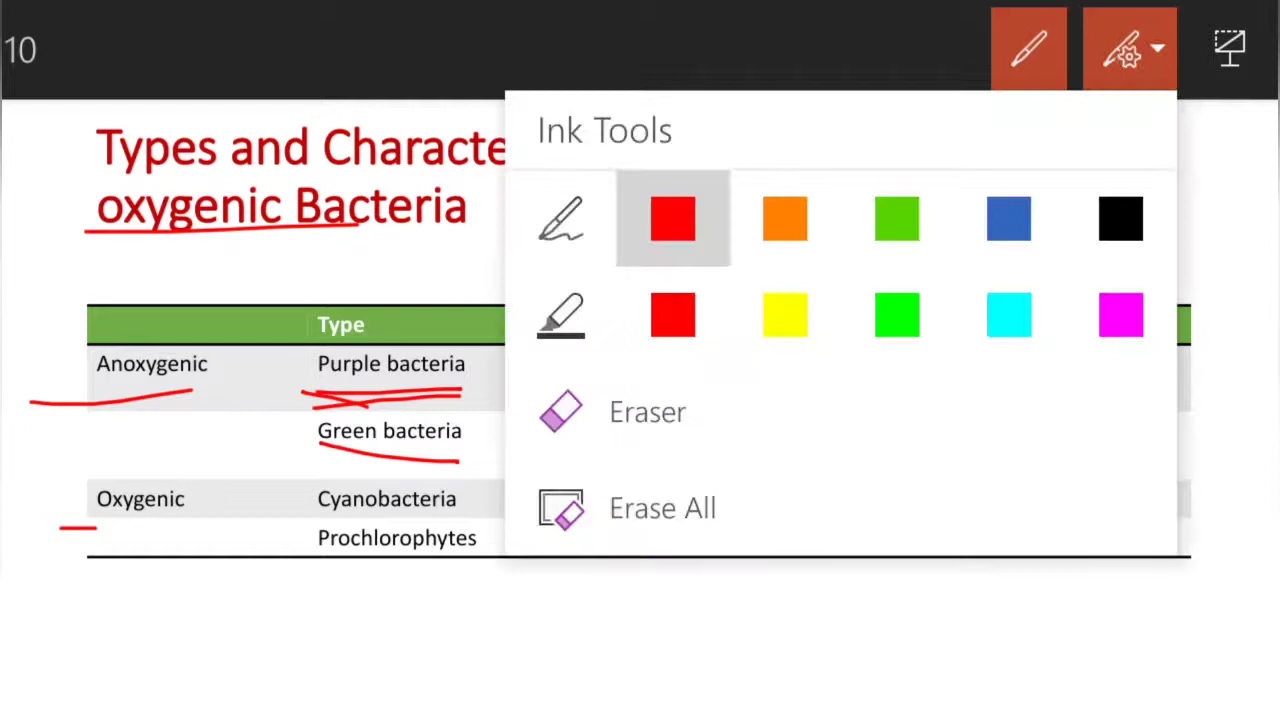 10
Ink Tools
Types and Characte
oxygenic Bacteria
Type
Anoxygenic Purple bacteria
Green bacteria
Oxygenic Cyanobacteria
Prochlorophytes
Eraser
Erase All